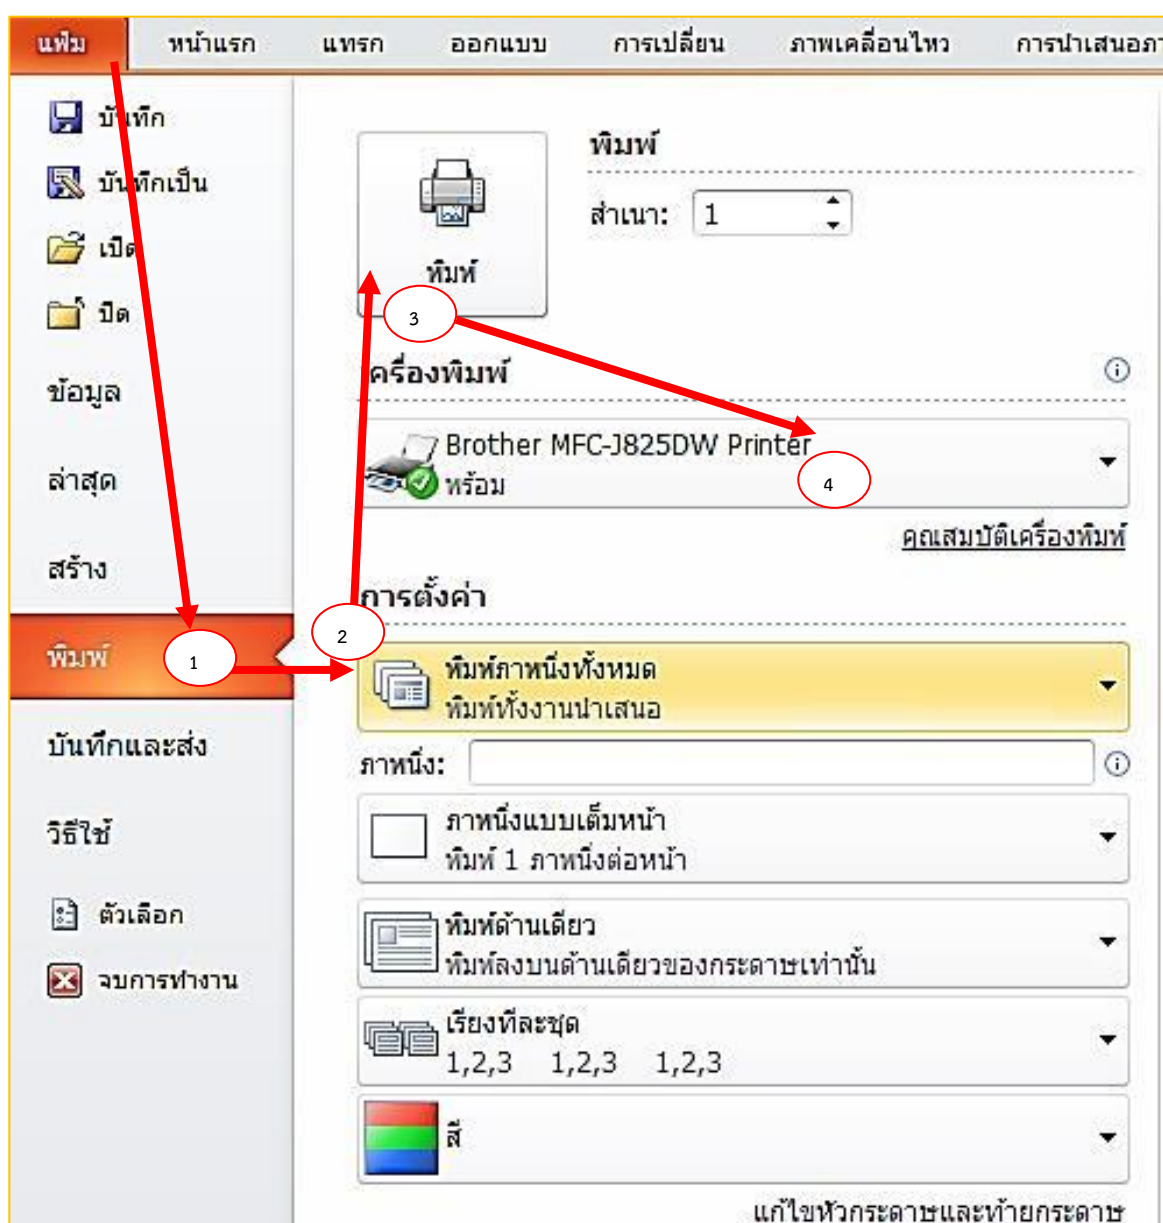 แฟ้ม หน้าแรก แทรก ออกแบบ การเปลี่ยน ภาพเคลื่อนไหว การนำเสนอภา
บันทึก
บันทึกเป็น
เปิด
ปิด
ข้อมูล
ล่าสุด
สร้าง
พิมพ์
บันทึกและส่ง
วิธีใช้
ตัวเลือก
จบการทำงาน
พิมพ์
พิมพ์
สำเนา: 1
เครื่องพิมพ์
Brother MFC-J825DW Printer
พร้อม
คุณสมบัติเครื่องพิมพ์
การตั้งค่า
พิมพ์ภาพนิ่งทั้งหมด
พิมพ์ทั้งงานนำเสนอ
ภาพนิ่ง:
ภาพนิ่งแบบเต็มหน้า
พิมพ์ 1 ภาพนิ่งต่อหน้า
พิมพ์ด้านเดียว
พิมพ์ลงบนด้านเดียวของกระดาษเท่านั้น
เรียงทีละชุด
1,2,3 1,2,3 1,2,3
สี
แก้ไขหัวกระดาษและท้ายกระดาษ
1
2
3
4